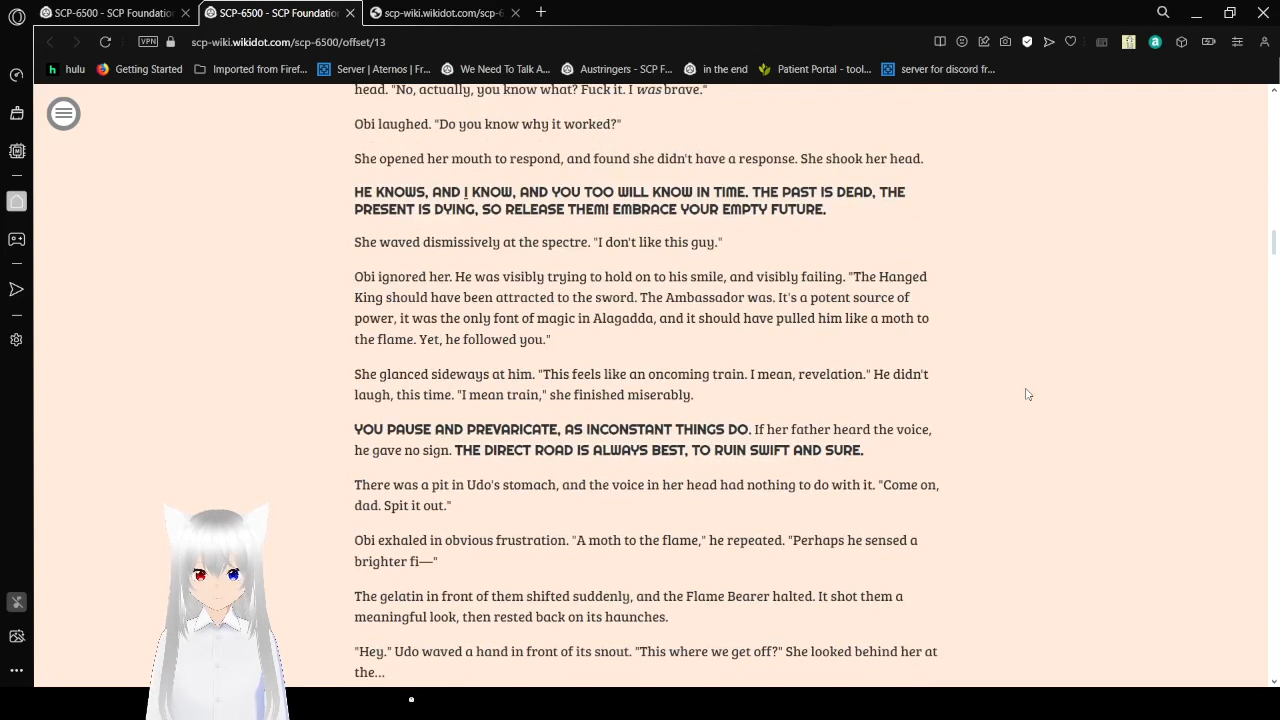 SCP-6500 - SCP Foundation
SCP-6500 - SCP Foundation
scp-wiki.wikidot.com/scp-6
VPN
scp-wiki.wikidot.com/scp-6500/offset/13
hulu
Getting Started
Imported from Firef...
Server | Aternos | Fr...
We Need To Talk A...
Austringers - SCP F...
in the end
Patient Portal - tool...
server for discord fr...
head. "No, actually, you know what? Fuck it. I was brave."
Obi laughed. "Do you know why it worked?"
She opened her mouth to respond, and found she didn't have a response. She shook her head.
HE KNOWS, AND I KNOW, AND YOU TOO WILL KNOW IN TIME. THE PAST IS DEAD, THE
PRESENT IS DYING, SO RELEASE THEM! EMBRACE YOUR EMPTY FUTURE.
She waved dismissively at the spectre. "I don't like this guy."
Obi ignored her. He was visibly trying to hold on to his smile, and visibly failing. "The Hanged
King should have been attracted to the sword. The Ambassador was. It's a potent source of
power, it was the only font of magic in Alagadda, and it should have pulled him like a moth to
the flame. Yet, he followed you."
She glanced sideways at him. "This feels like an oncoming train. I mean, revelation." He didn't
laugh, this time. "I mean train," she finished miserably.
YOU PAUSE AND PREVARICATE, AS INCONSTANT THINGS DO. If her father heard the voice,
he gave no sign. THE DIRECT ROAD IS ALWAYS BEST, TO RUIN SWIFT AND SURE.
There was a pit in Udo's stomach, and the voice in her head had nothing to do with it. "Come on,
dad. Spit it out."
Obi exhaled in obvious frustration. "A moth to the flame," he repeated. "Perhaps he sensed a
brighter fi—"
The gelatin in front of them shifted suddenly, and the Flame Bearer halted. It shot them a
meaningful look, then rested back on its haunches.
"Hey." Udo waved a hand in front of its snout. "This where we get off?" She looked behind her at
the...